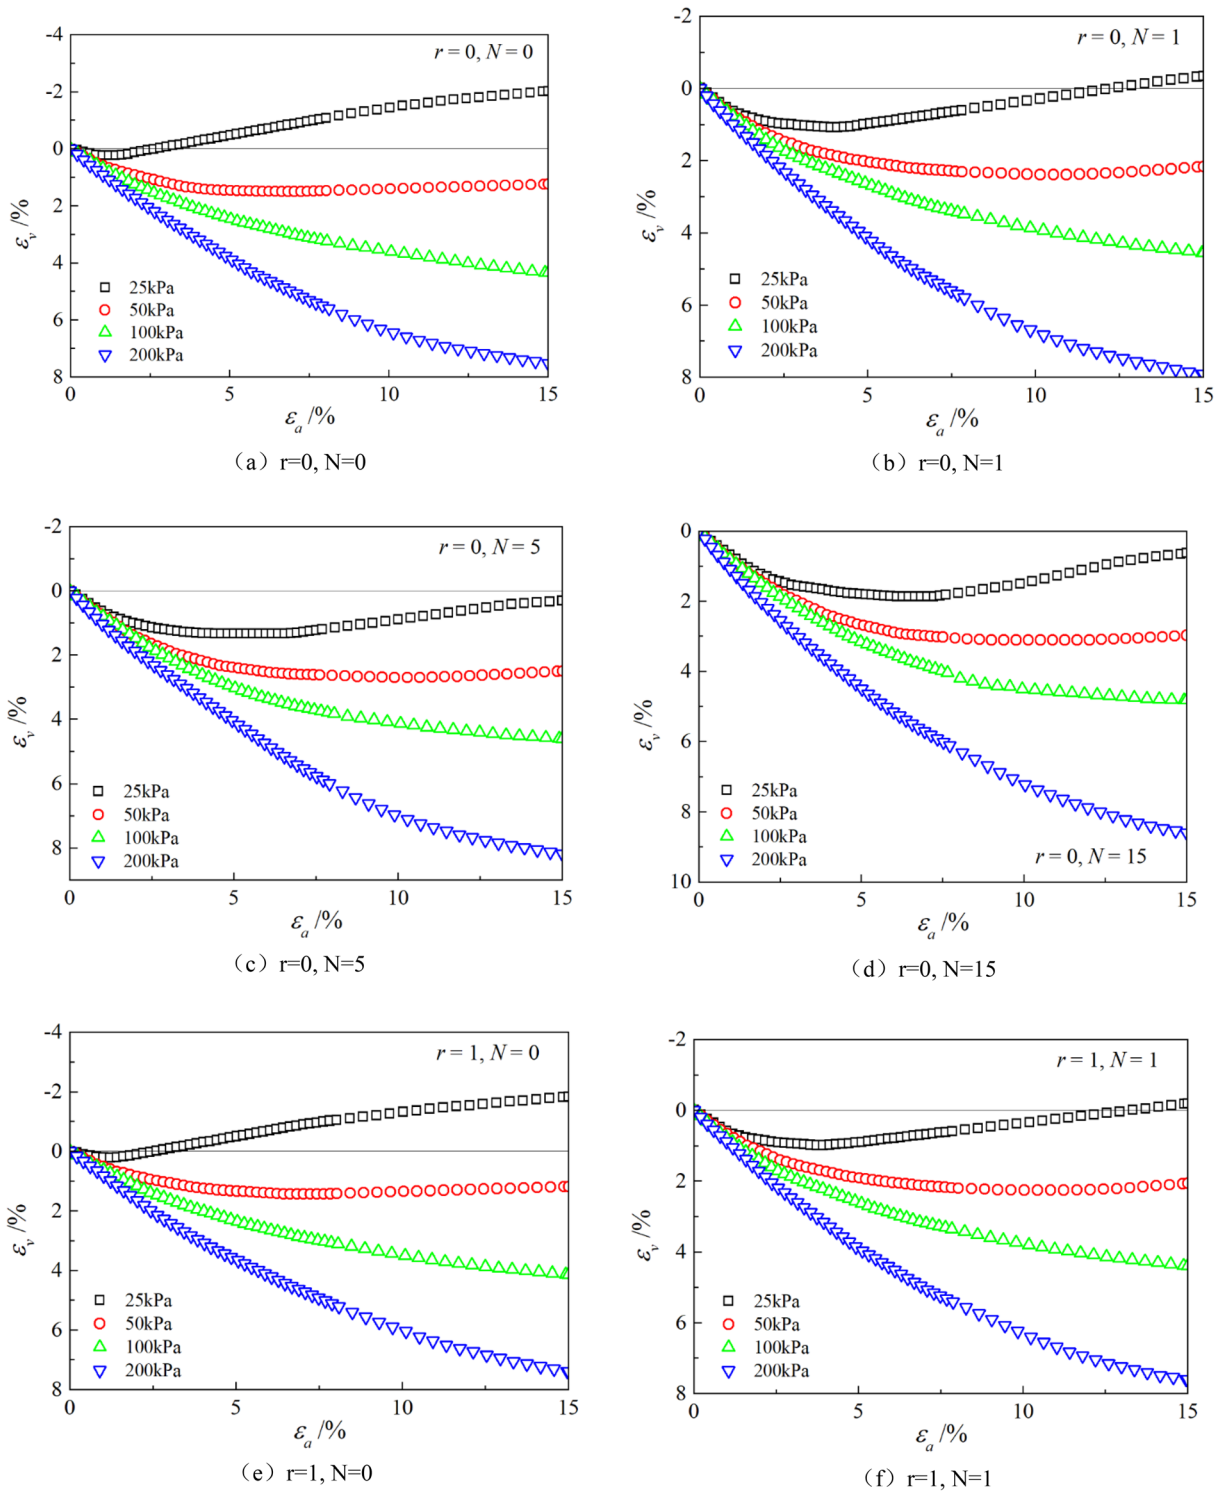 -4
-2
0
2
4
6
8
εv /%
r = 0, N = 0
25kPa
50kPa
100kPa
200kPa
0
5
10
15
εa /%
（a）r=0, N=0
-2
0
2
4
6
8
εv /%
r = 0, N = 1
25kPa
50kPa
100kPa
200kPa
0
5
10
15
εa /%
（b）r=0, N=1
-2
0
2
4
6
8
εv /%
r = 0, N = 5
25kPa
50kPa
100kPa
200kPa
0
5
10
15
εa /%
（c）r=0, N=5
0
2
4
6
8
10
εv /%
25kPa
50kPa
100kPa
200kPa
r = 0, N = 15
0
5
10
15
εa /%
（d）r=0, N=15
-4
-2
0
2
4
6
8
εv /%
r = 1, N = 0
25kPa
50kPa
100kPa
200kPa
0
5
10
15
εa /%
（e）r=1, N=0
-2
0
2
4
6
8
εv /%
r = 1, N = 1
25kPa
50kPa
100kPa
200kPa
0
5
10
15
εa /%
（f）r=1, N=1